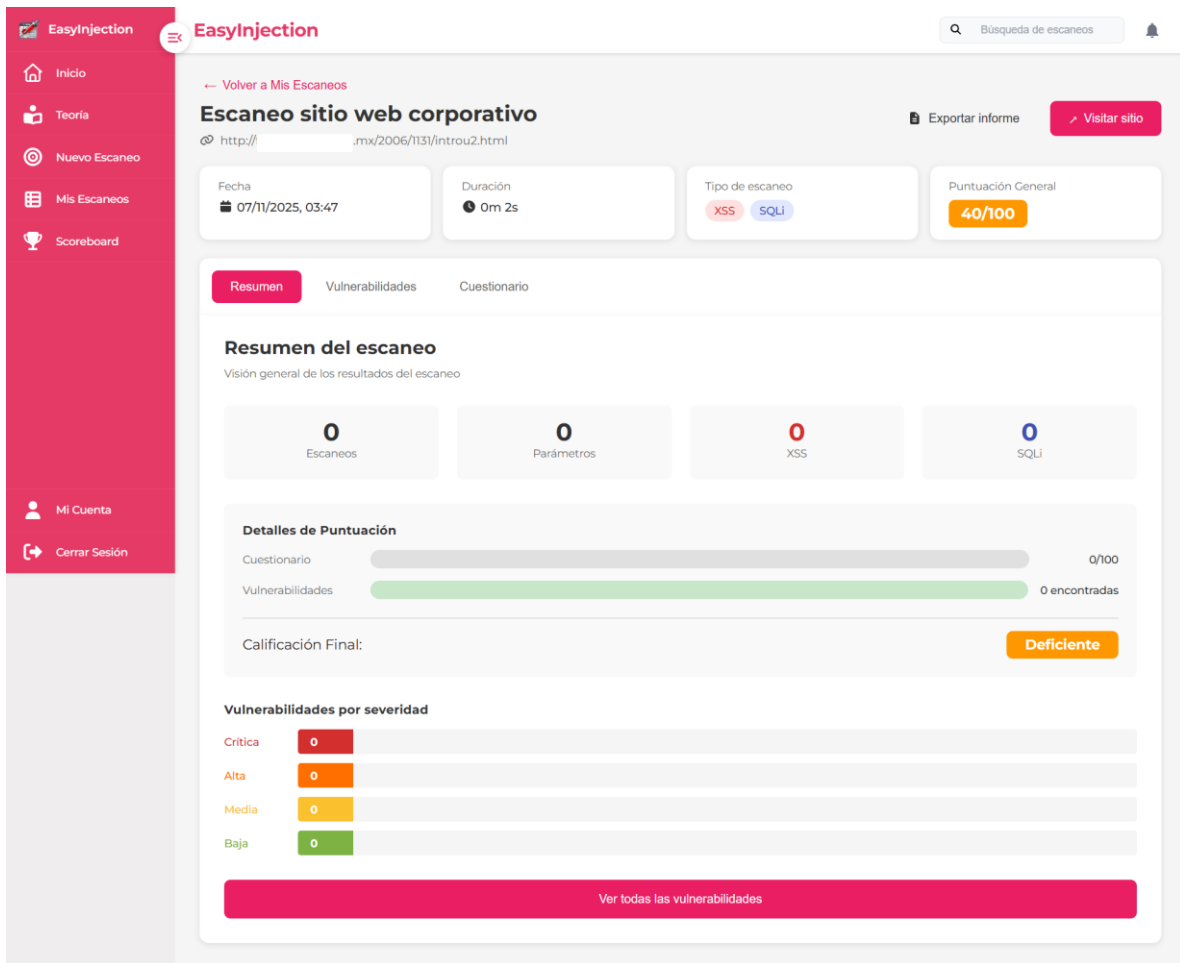 EasyInjection
EasyInjection
Búsqueda de escaneos
Inicio
Teoría
Nuevo Escaneo
Mis Escaneos
Scoreboard
Mi Cuenta
Cerrar Sesión
← Volver a Mis Escaneos
Escaneo sitio web corporativo
http:// .mx/2006/1131/introu2.html
Exportar informe
Visitar sitio
Fecha
07/11/2025, 03:47
Duración
0m 2s
Tipo de escaneo
XSS SQLi
Puntuación General
40/100
Resumen Vulnerabilidades Cuestionario
Resumen del escaneo
Visión general de los resultados del escaneo
0
Escaneos
0
Parámetros
0
XSS
0
SQLi
Detalles de Puntuación
Cuestionario 0/100
Vulnerabilidades 0 encontradas
Calificación Final: Deficiente
Vulnerabilidades por severidad
Crítica 0
Alta 0
Media 0
Baja 0
Ver todas las vulnerabilidades